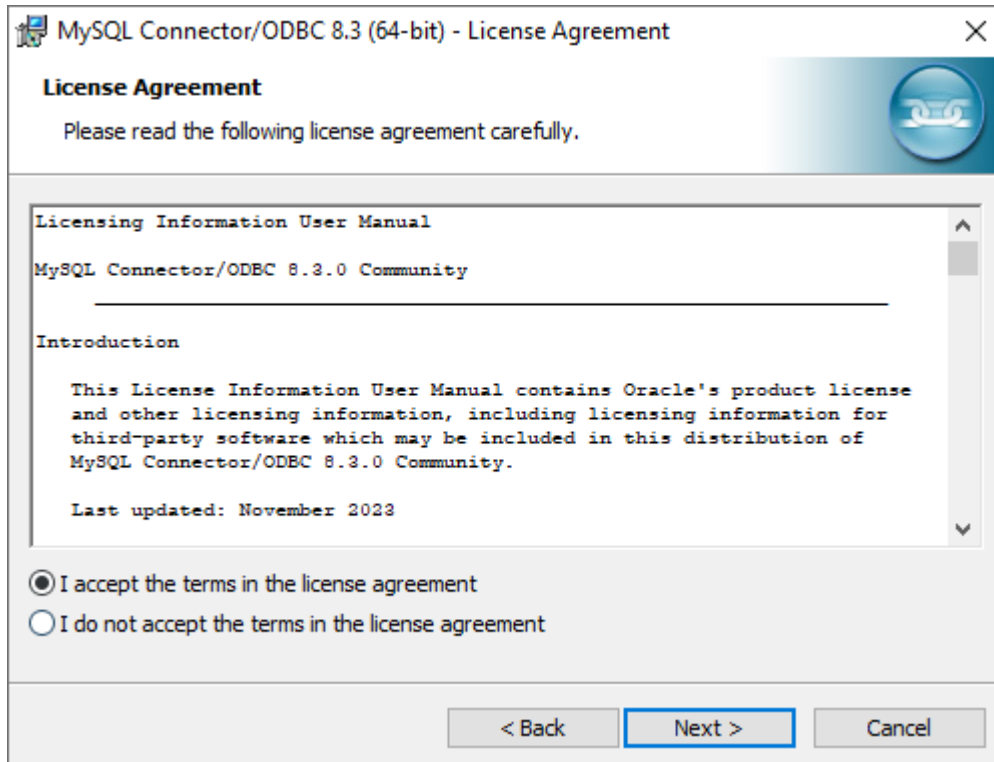 MySQL Connector/ODBC 8.3 (64-bit) - License Agreement
License Agreement
Please read the following license agreement carefully.
Licensing Information User Manual
MySQL Connector/ODBC 8.3.0 Community
Introduction
This License Information User Manual contains Oracle's product license
and other licensing information, including licensing information for
third-party software which may be included in this distribution of
MySQL Connector/ODBC 8.3.0 Community.
Last updated: November 2023
I accept the terms in the license agreement
I do not accept the terms in the license agreement
< Back Next > Cancel